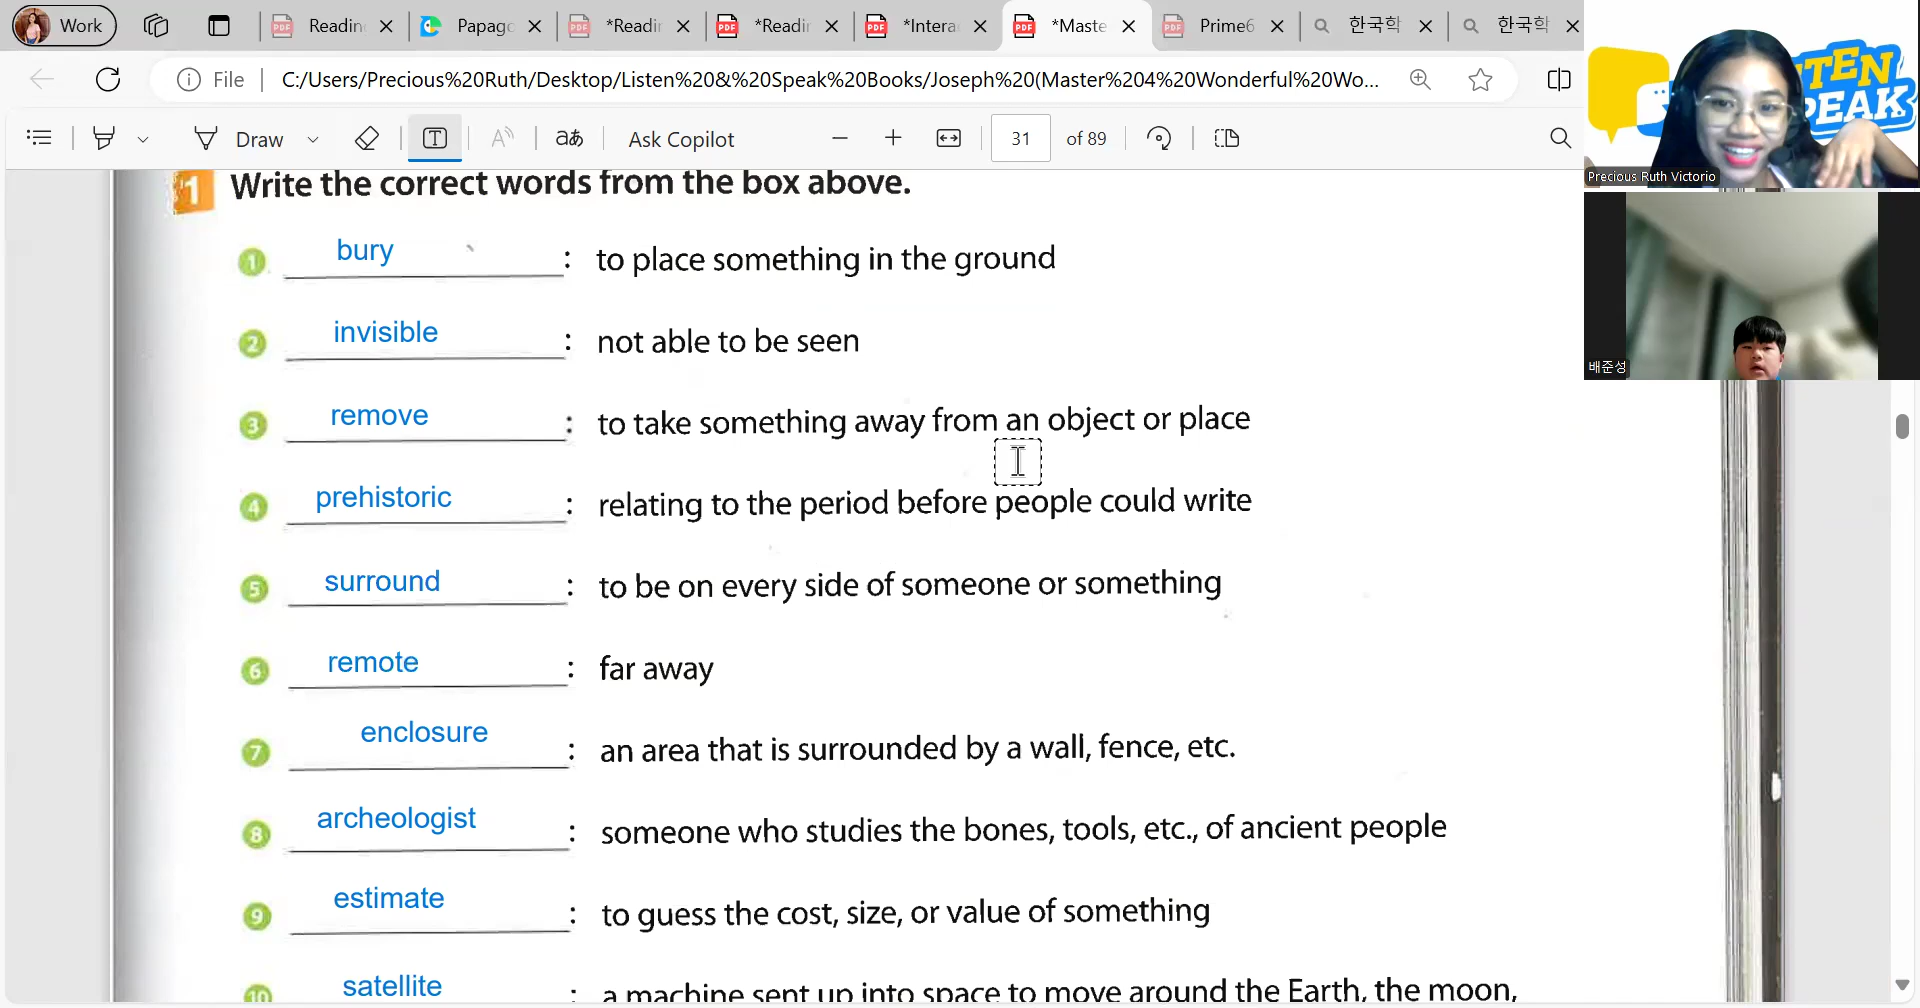 Work
Readin
Papago
*Readin
*Readin
*Interac
*Maste
Prime6
한국학
한국학
File
C:/Users/Precious%20Ruth/Desktop/Listen%20&%20Speak%20Books/Joseph%20(Master%204%20Wonderful%20Wo...
Draw
aあ
Ask Copilot
31
of 89
Precious Ruth Victorio
배준성
1 Write the correct words from the box above.
1 bury : to place something in the ground
2 invisible : not able to be seen
3 remove : to take something away from an object or place
4 prehistoric : relating to the period before people could write
5 surround : to be on every side of someone or something
6 remote : far away
7 enclosure : an area that is surrounded by a wall, fence, etc.
8 archeologist : someone who studies the bones, tools, etc., of ancient people
9 estimate : to guess the cost, size, or value of something
10 satellite : a machine sent up into space to move around the Earth, the moon,